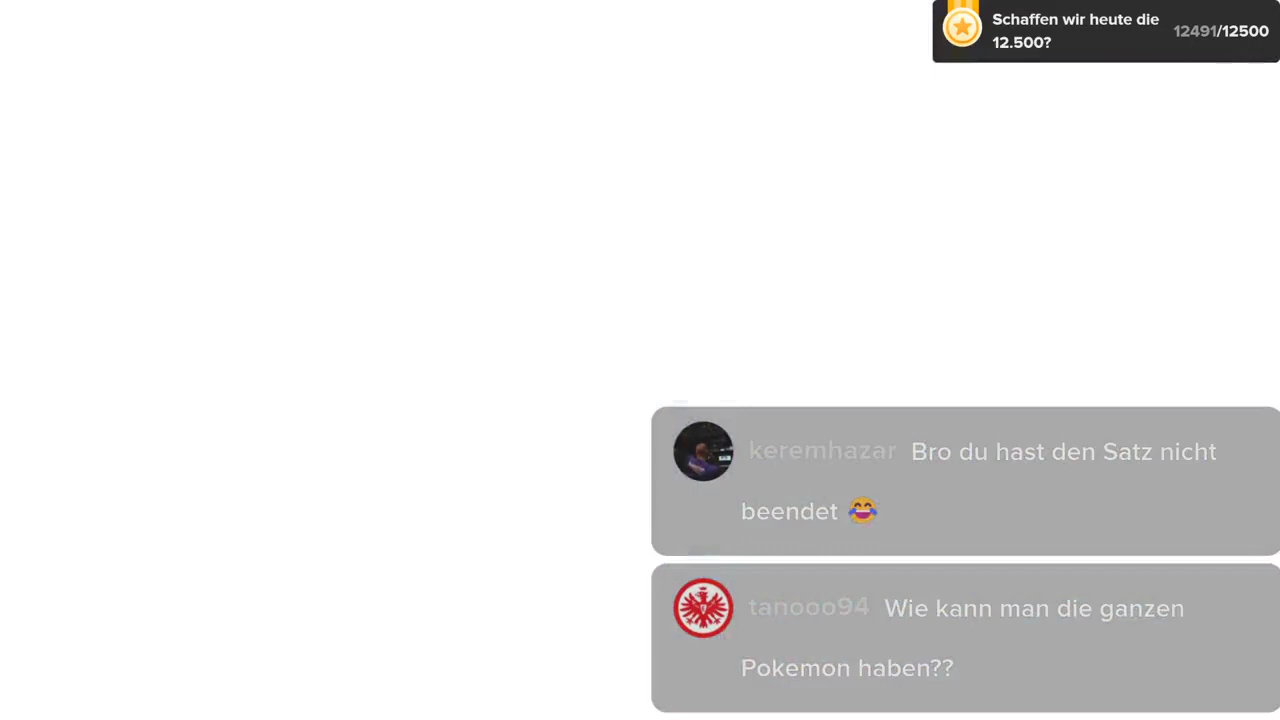 Schaffen wir heute die
12.500?
12491/12500
keremhazar Bro du hast den Satz nicht
beendet 😂
tanooo94 Wie kann man die ganzen
Pokemon haben??